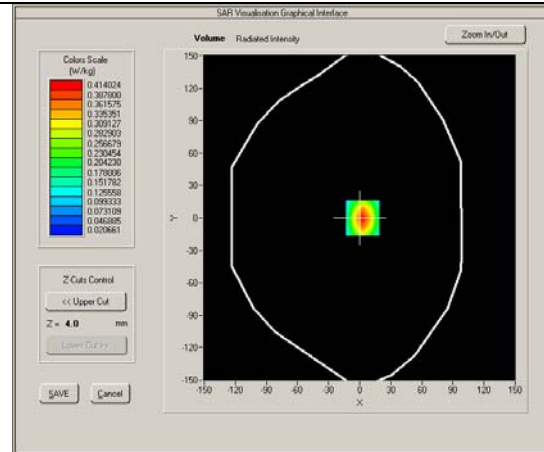 SAR Visualisation Graphical Interface
Volume Radiated Intensity
Zoom In/Out
Colors Scale
(W/kg)
0.414024
0.387800
0.361575
0.335351
0.309127
0.282903
0.256679
0.230454
0.204230
0.178006
0.151782
0.125558
0.099333
0.073109
0.046885
0.020661
Z Cuts Control
<< Upper Cut
Z = 4.0 mm
Lower Cut >>
SAVE Cancel
150-
120-
90-
60-
30-
0-
-30-
-60-
-90-
-120-
-150-
Y
-150 -120 -90 -60 -30 0 30 60 90 120 150
X